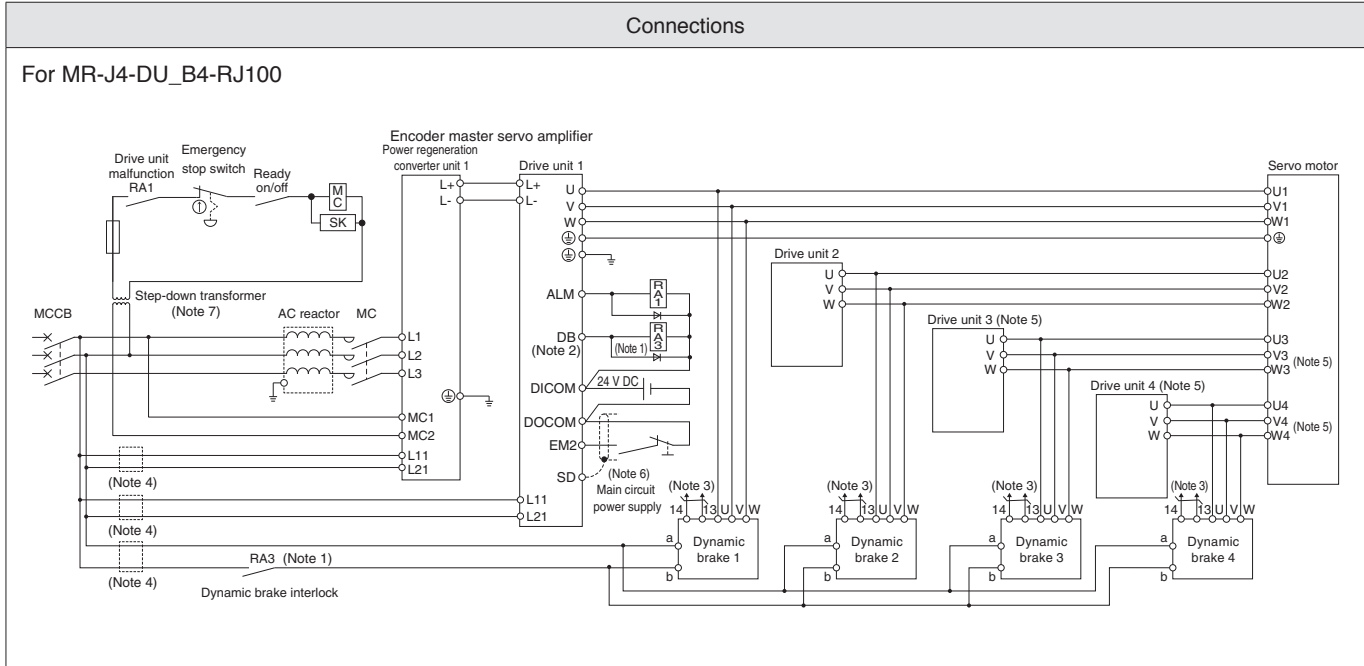 Connections
For MR-J4-DU_B4-RJ100
Encoder master servo amplifier
Drive unit
malfunction
RA1
Emergency
stop switch
Ready
on/off
M
C
SK
Power regeneration
converter unit 1
L+
L-
Drive unit 1
L+
L-
U
V
W
Servo motor
U1
V1
W1
Drive unit 2
U
V
W
U2
V2
W2
Step-down transformer
(Note 7)
MCCB
AC reactor
MC
L1
L2
L3
ALM
R
A
1
DB
(Note 2)
(Note 1)
R
A
3
Drive unit 3 (Note 5)
U
V
W
U3
V3
W3
(Note 5)
DICOM
24 V DC
DOCOM
EM2
SD
(Note 6)
Main circuit
power supply
Drive unit 4 (Note 5)
U
V
W
U4
V4
W4
(Note 5)
MC1
MC2
L11
L21
(Note 4)
(Note 4)
(Note 4)
L11
L21
RA3 (Note 1)
Dynamic brake interlock
(Note 3)
14 13 U V W
a
b
Dynamic
brake 1
(Note 3)
14 13 U V W
a
b
Dynamic
brake 2
(Note 3)
14 13 U V W
a
b
Dynamic
brake 3
(Note 3)
14 13 U V W
a
b
Dynamic
brake 4